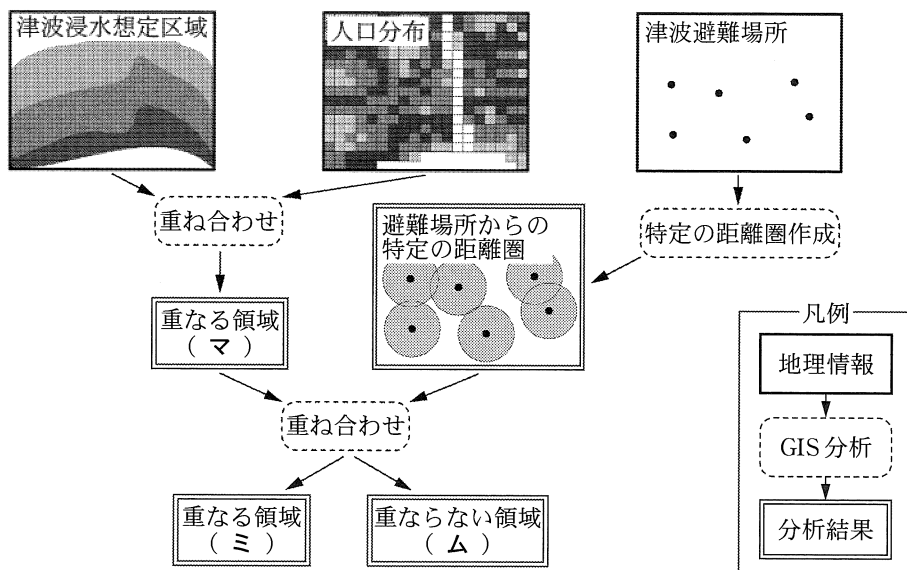 津波浸水想定区域
人口分布
津波避難場所
重ね合わせ
避難場所からの
特定の距離圏
特定の距離圏作成
重なる領域
（ マ ）
重ね合わせ
重なる領域
（ ミ ）
重ならない領域
（ ム ）
凡例
地理情報
GIS分析
分析結果